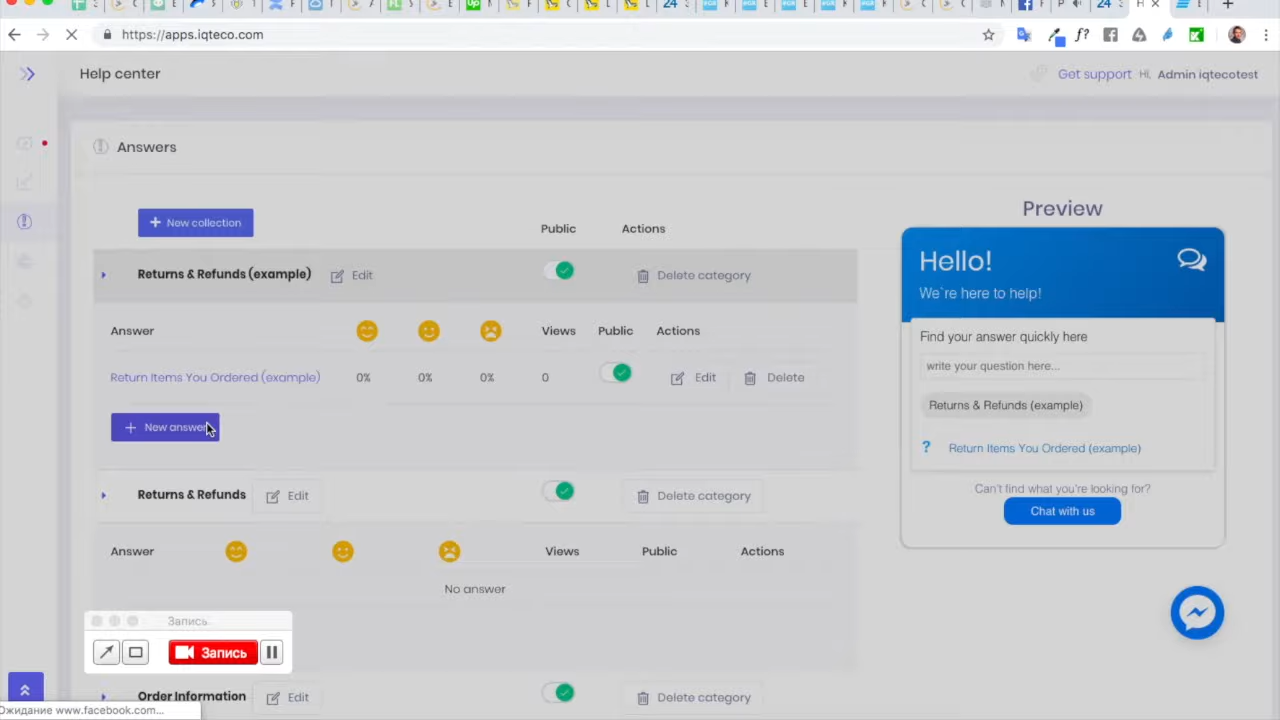 https://apps.iqteco.com
Help center
Get support Hi, Admin iqtecotest
Answers
Preview
+ New collection
Public Actions
Hello!
We`re here to help!
Returns & Refunds (example) Edit
Delete category
Find your answer quickly here
Answer Views Public Actions
write your question here...
Return Items You Ordered (example) 0% 0% 0% 0 Edit Delete
Returns & Refunds (example)
+ New answer
? Return Items You Ordered (example)
Returns & Refunds Edit
Delete category
Can't find what you're looking for?
Chat with us
Answer Views Public Actions
No answer
Запись
Запись
Order Information Edit
Delete category
Ожидание www.facebook.com...